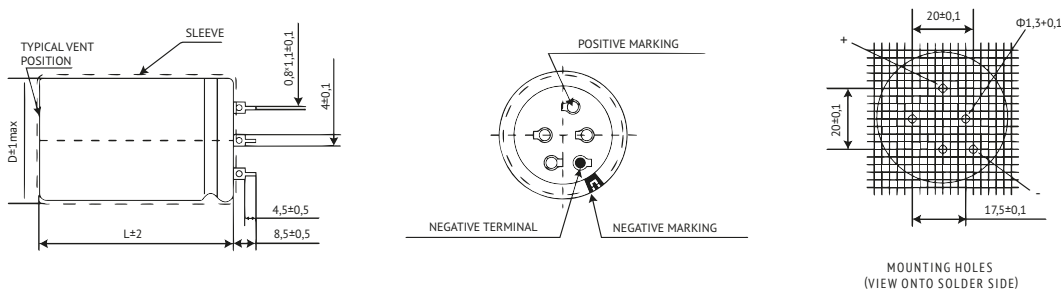 SLEEVE
TYPICAL VENT
POSITION
D±1max
0,8*1,1±0,1
4±0,1
4,5±0,5
L±2
8,5±0,5
POSITIVE MARKING
NEGATIVE TERMINAL
NEGATIVE MARKING
20±0,1
Φ1,3+0,1
+
20±0,1
-
17,5±0,1
MOUNTING HOLES
(VIEW ONTO SOLDER SIDE)